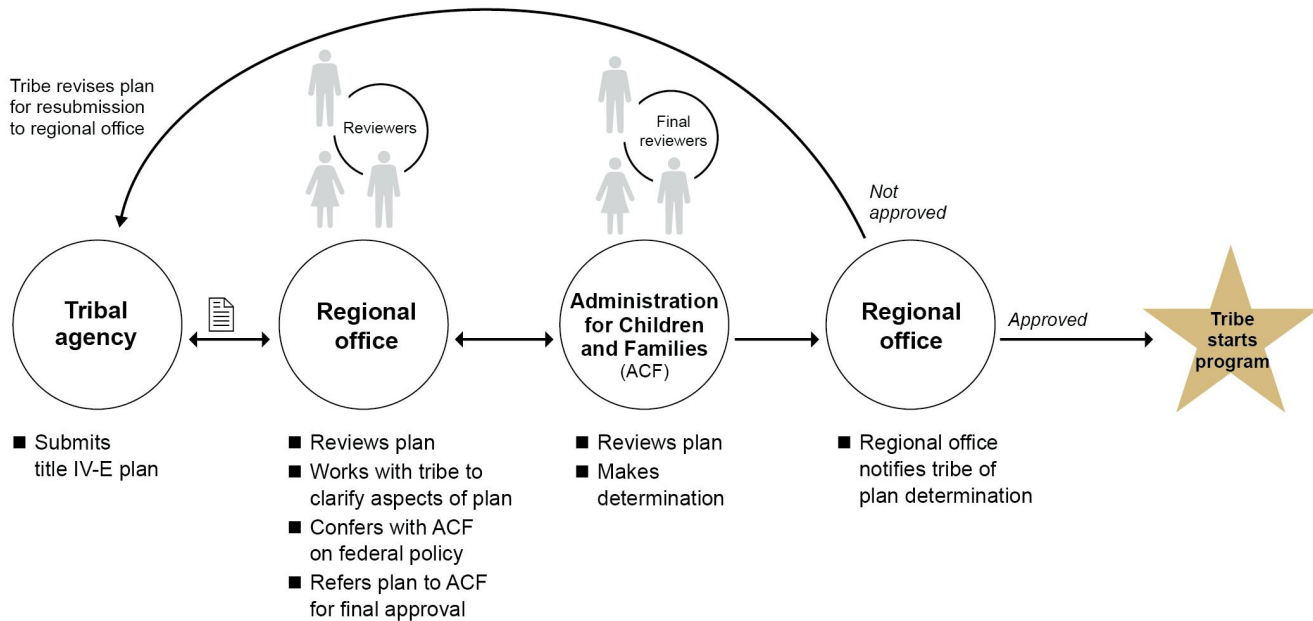 Tribe revises plan
for resubmission
to regional office
Reviewers
Final
reviewers
Not
approved
Tribal
agency
Regional
office
Administration
for Children
and Families
(ACF)
Regional
office
Approved
Tribe
starts
program
■ Submits
title IV-E plan
■ Reviews plan
■ Works with tribe to
clarify aspects of plan
■ Confers with ACF
on federal policy
■ Refers plan to ACF
for final approval
■ Reviews plan
■ Makes
determination
■ Regional office
notifies tribe of
plan determination